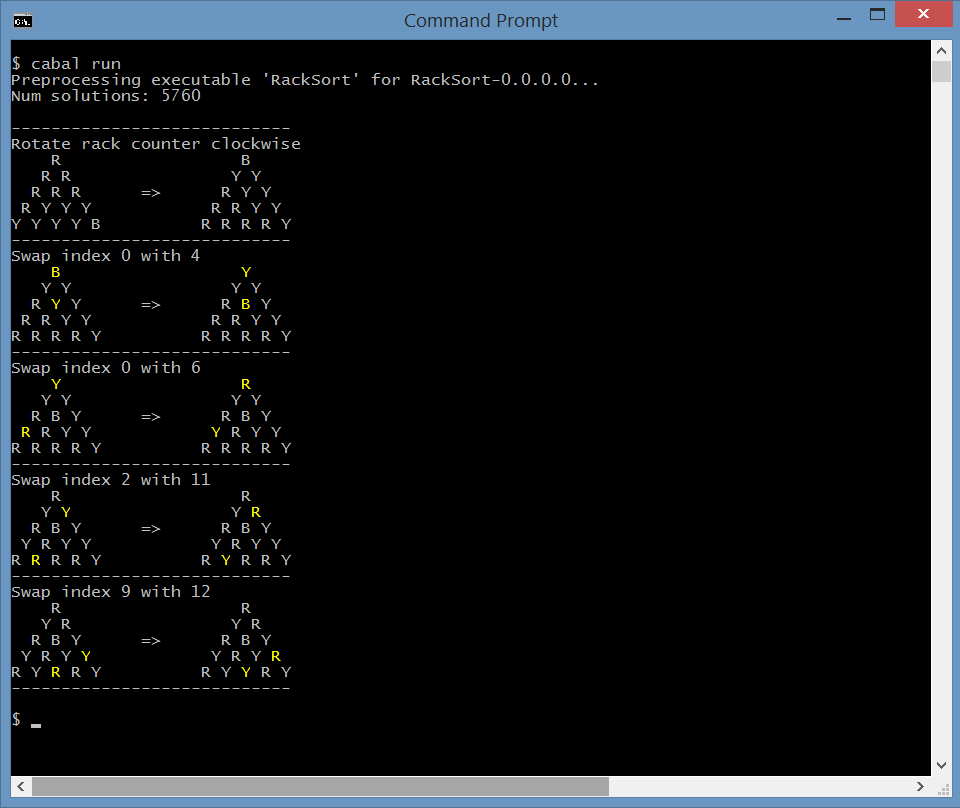 Command Prompt
$ cabal run
Preprocessing executable 'RackSort' for RackSort-0.0.0.0...
Num solutions: 5760
----------------------------
Rotate rack counter clockwise
    R                  B
   R R                Y Y
  R R R      =>      R Y Y
 R Y Y Y            R R Y Y
Y Y Y Y B          R R R R Y
----------------------------
Swap index 0 with 4
    B                  Y
   Y Y                Y Y
  R Y Y      =>      R B Y
 R R Y Y            R R Y Y
R R R R Y          R R R R Y
----------------------------
Swap index 0 with 6
    Y                  R
   Y Y                Y Y
  R B Y      =>      R B Y
 R R Y Y            Y R Y Y
R R R R Y          R R R R Y
----------------------------
Swap index 2 with 11
    R                  R
   Y Y                Y R
  R B Y      =>      R B Y
 Y R Y Y            Y R Y Y
R R R R Y          R Y R R Y
----------------------------
Swap index 9 with 12
    R                  R
   Y R                Y R
  R B Y      =>      R B Y
 Y R Y Y            Y R Y R
R Y R R Y          R Y Y R Y
----------------------------
$ _